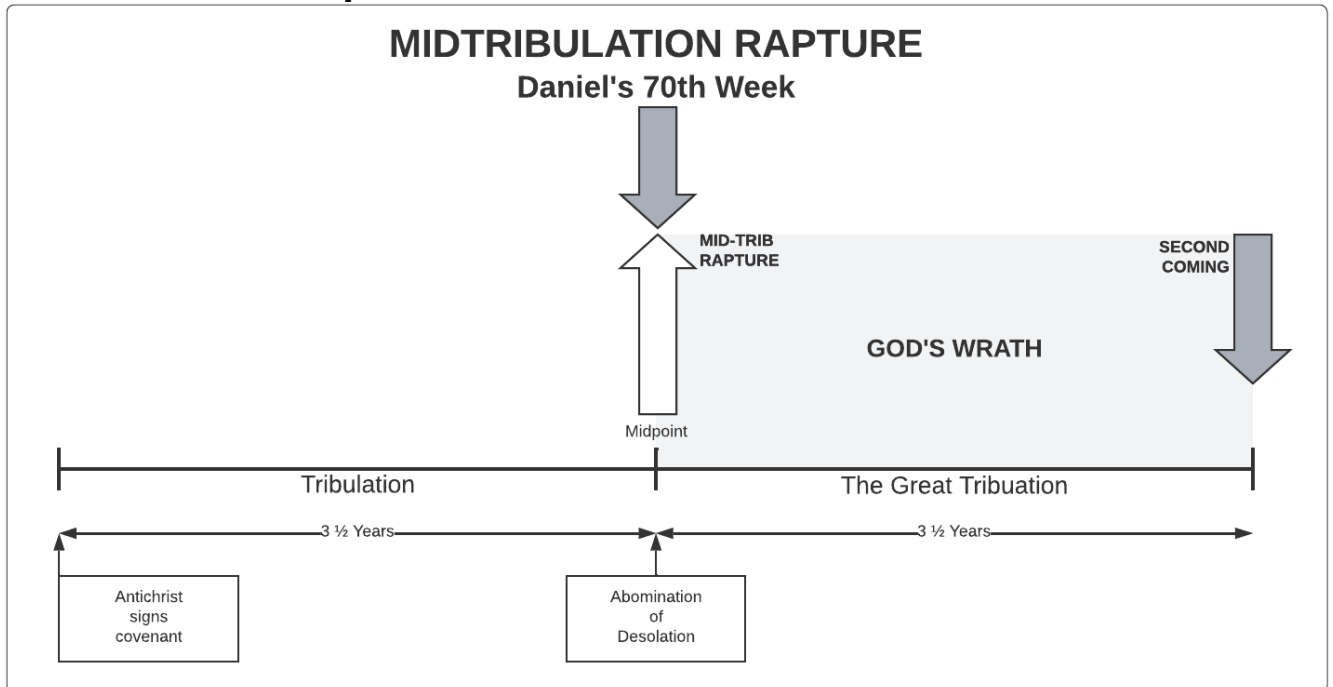 MIDTRIBULATION RAPTURE
Daniel's 70th Week
MID-TRIB
RAPTURE
SECOND
COMING
GOD'S WRATH
Midpoint
Tribulation
The Great Tribuation
3 ½ Years
3 ½ Years
Antichrist
signs
covenant
Abomination
of
Desolation